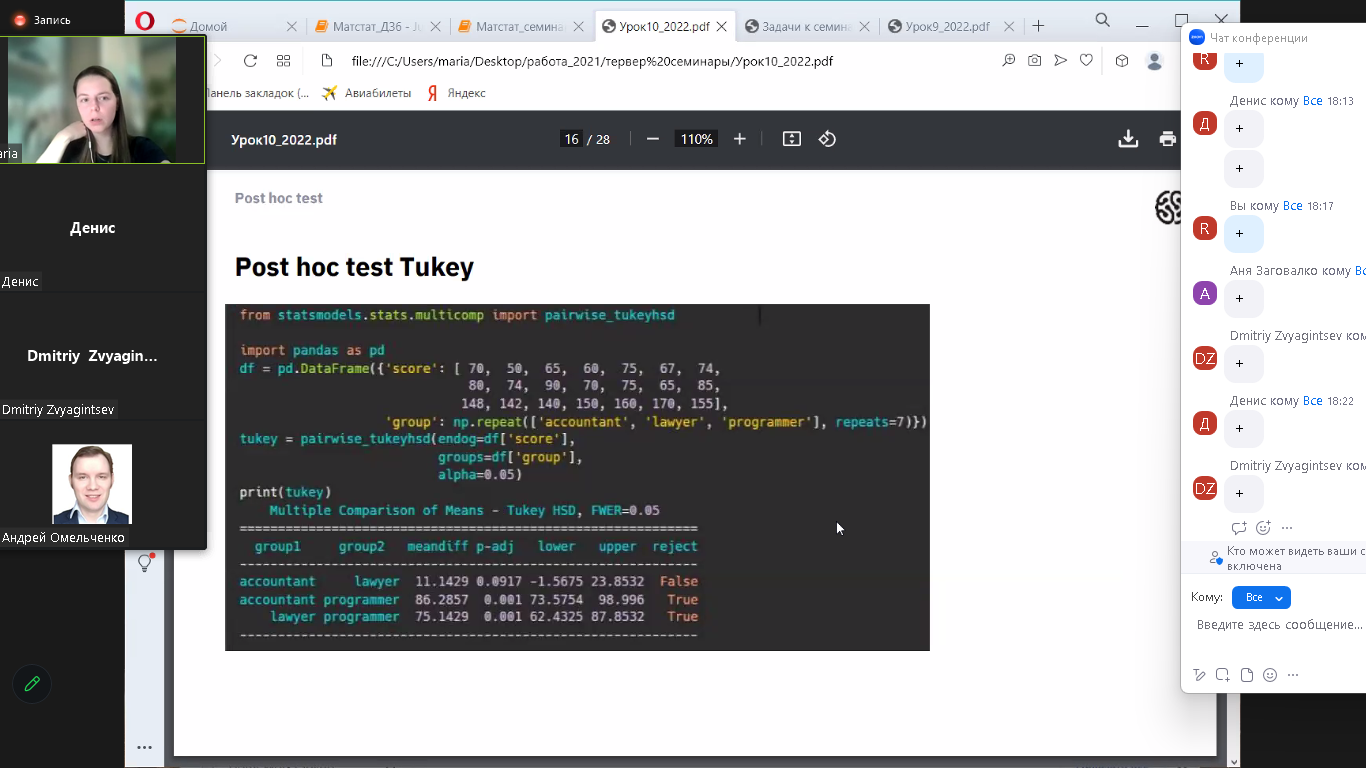 Запись
Домой
Матстат_ДЗ6 - Ju
Матстат_семина
Урок10_2022.pdf
Задачи к семин
Урок9_2022.pdf
file:///C:/Users/maria/Desktop/работа_2021/тервер%20семинары/Урок10_2022.pdf
анель закладок (...
Авиабилеты
Я
Яндекс
Урок10_2022.pdf
16 / 28
110%
aria
Денис
Денис
Dmitriy Zvyagin...
Dmitriy Zvyagintsev
Андрей Омельченко
Post hoc test
Post hoc test Tukey
from statsmodels.stats.multicomp import pairwise_tukeyhsd
import pandas as pd
df = pd.DataFrame({'score': [ 70, 50, 65, 60, 75, 67, 74,
80, 74, 90, 70, 75, 65, 85,
148, 142, 140, 150, 160, 170, 155],
'group': np.repeat(['accountant', 'lawyer', 'programmer'], repeats=7)})
tukey = pairwise_tukeyhsd(endog=df['score'],
groups=df['group'],
alpha=0.05)
print(tukey)
Multiple Comparison of Means - Tukey HSD, FWER=0.05
=====================================================
group1 group2 meandiff p-adj lower upper reject
-----------------------------------------------------
accountant lawyer 11.1429 0.0917 -1.5675 23.8532 False
accountant programmer 86.2857 0.001 73.5754 98.996 True
lawyer programmer 75.1429 0.001 62.4325 87.8532 True
-----------------------------------------------------
zoom
Чат конференции
R
+
Денис кому Все 18:13
Д
+
+
Вы кому Все 18:17
R
+
Аня Заговалко кому Вс
А
+
Dmitriy Zvyagintsev ком
DZ
+
Денис кому Все 18:22
Д
+
Dmitriy Zvyagintsev ком
DZ
+
Кто может видеть ваши с
включена
Кому:
Все
Введите здесь сообщение...